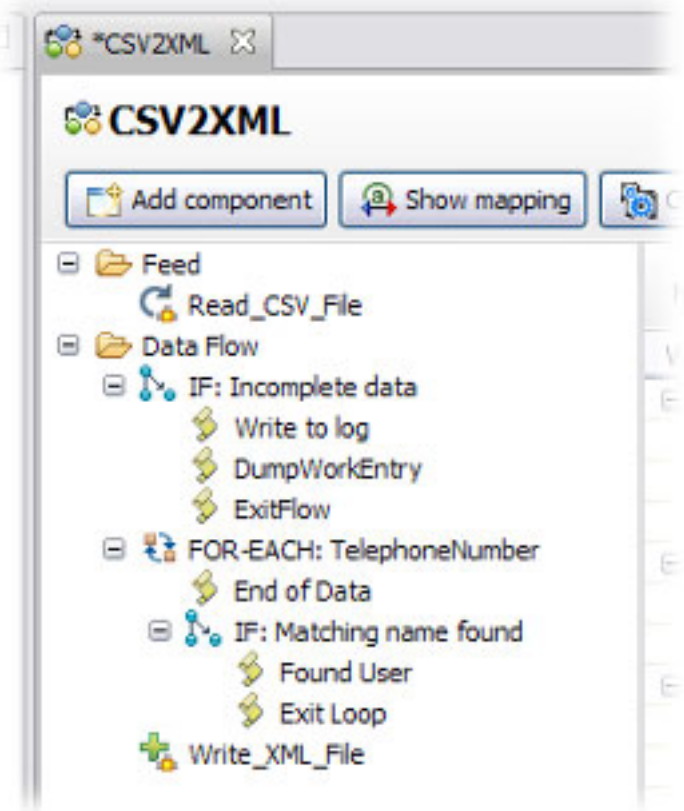 *CSV2XML
CSV2XML
Add component
Show mapping
Feed
Read_CSV_File
Data Flow
IF: Incomplete data
Write to log
DumpWorkEntry
ExitFlow
FOR-EACH: TelephoneNumber
End of Data
IF: Matching name found
Found User
Exit Loop
Write_XML_File